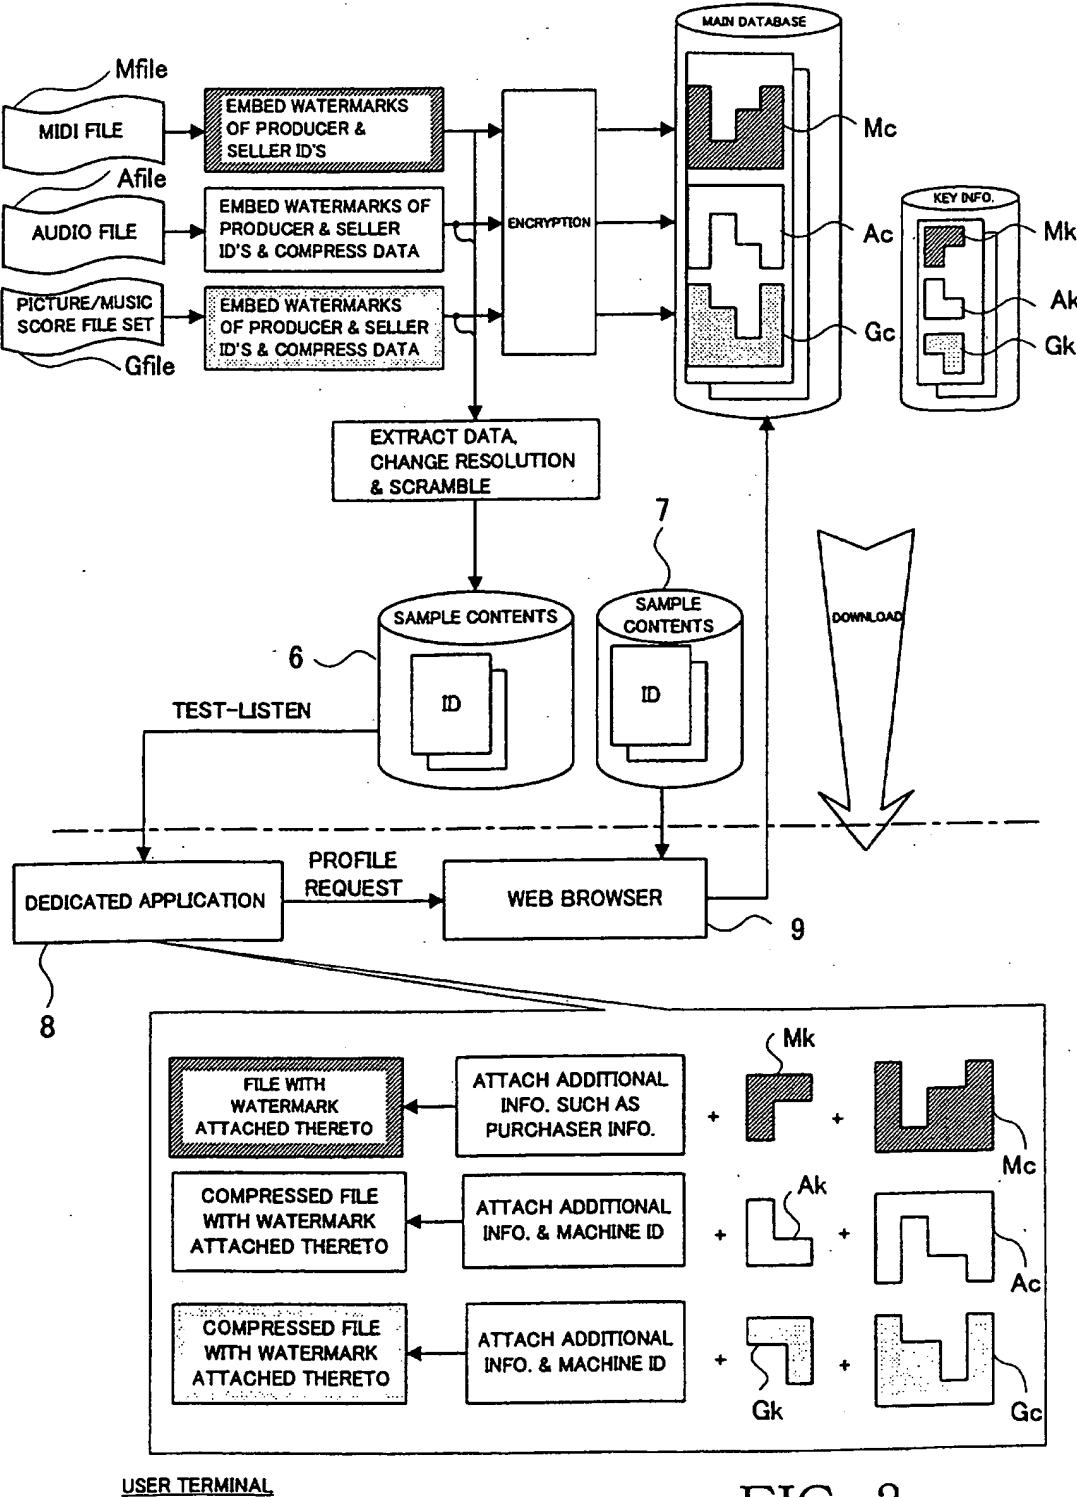 MAIN DATABASE
Mfile
MIDI FILE
EMBED WATERMARKS
OF PRODUCER &
SELLER ID'S
Mc
Afile
AUDIO FILE
EMBED WATERMARKS OF
PRODUCER & SELLER
ID'S & COMPRESS DATA
ENCRYPTION
Ac
KEY INFO.
Mk
Ak
Gk
PICTURE/MUSIC
SCORE FILE SET
EMBED WATERMARKS
OF PRODUCER & SELLER
ID'S & COMPRESS DATA
Gc
Gfile
EXTRACT DATA,
CHANGE RESOLUTION
& SCRAMBLE
7
SAMPLE CONTENTS
SAMPLE
CONTENTS
DOWNLOAD
6
ID
ID
TEST-LISTEN
DEDICATED APPLICATION
PROFILE
REQUEST
WEB BROWSER
9
8
FILE WITH
WATERMARK
ATTACHED THERETO
ATTACH ADDITIONAL
INFO. SUCH AS
PURCHASER INFO.
+
Mk
+
Mc
COMPRESSED FILE
WITH WATERMARK
ATTACHED THERETO
ATTACH ADDITIONAL
INFO. & MACHINE ID
+
Ak
+
Ac
COMPRESSED FILE
WITH WATERMARK
ATTACHED THERETO
ATTACH ADDITIONAL
INFO. & MACHINE ID
+
Gk
+
Gc
USER TERMINAL